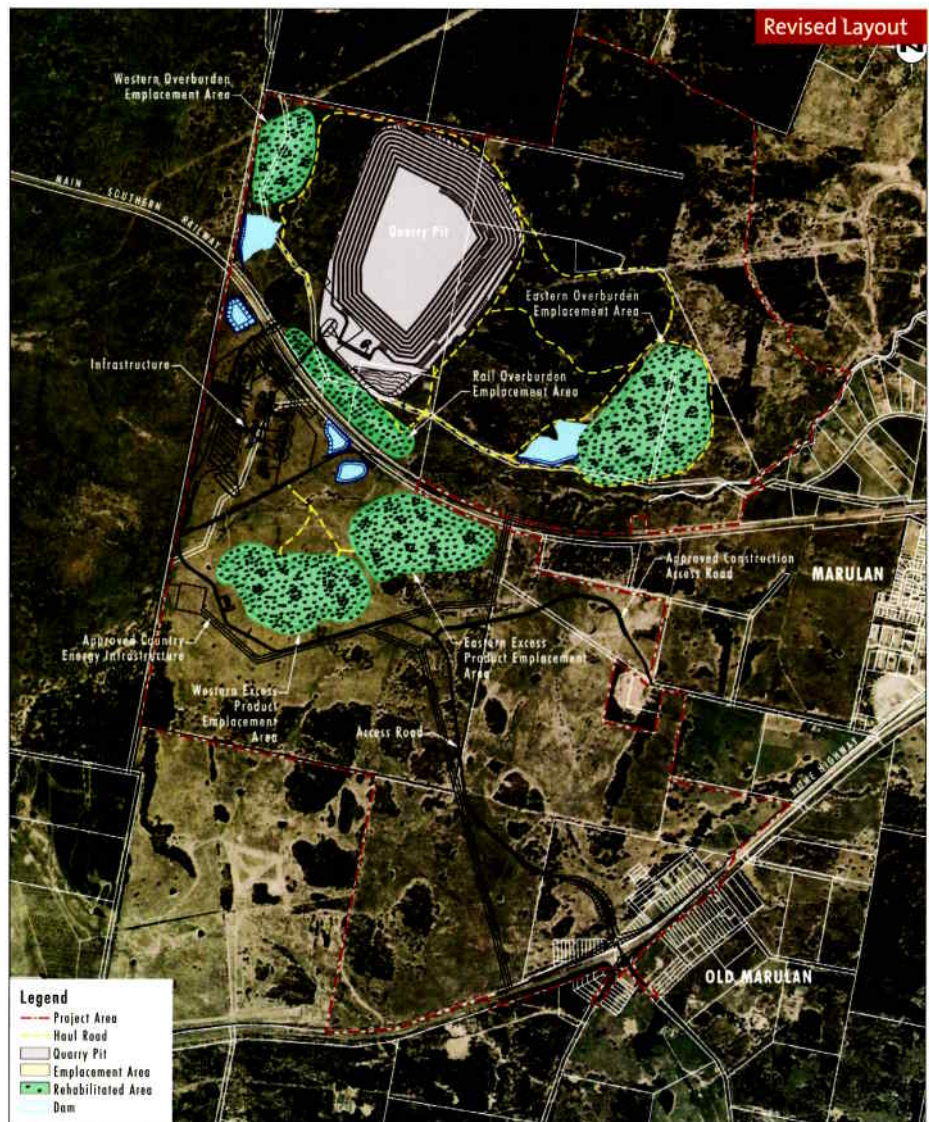 Revised Layout
Western Overburden
Emplacement Area
MAIN SOUTHERN RAILWAY
Quarry Pit
Eastern Overburden
Emplacement Area
Infrastructure
Rail Overburden
Emplacement Area
Approved Construction
Access Road
MARULAN
Approved Country
Energy Infrastructure
Eastern Excess
Product Emplacement
Area
Western Excess
Product
Emplacement
Area
Access Road
HUME HIGHWAY
OLD MARULAN
Legend
Project Area
Haul Road
Quarry Pit
Emplacement Area
Rehabilitated Area
Dam